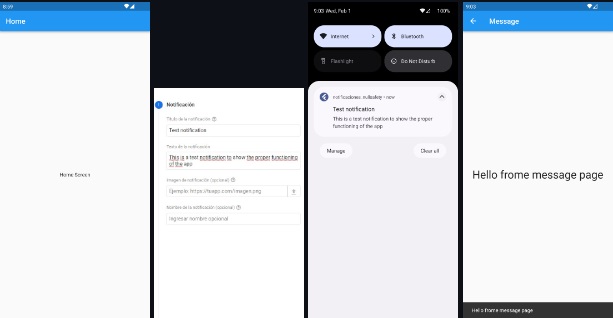 8:59
Home
Home Screen
1 Notificación
Título de la notificación
Test notification
Texto de la notificación
This is a test notification to show the proper functioning
of the app
Imagen de notificación (opcional)
Ejemplo: https://tuapp.com/imagen.png
Nombre de la notificación (opcional)
Ingresar nombre opcional
9:03 Wed, Feb 1
100%
Internet
Bluetooth
Flashlight
Do Not Disturb
notificaciones_nullsafety • now
Test notification
This is a test notification to show the proper
functioning of the app
Manage
Clear all
9:03
Message
Hello frome message page
Hello frome message page